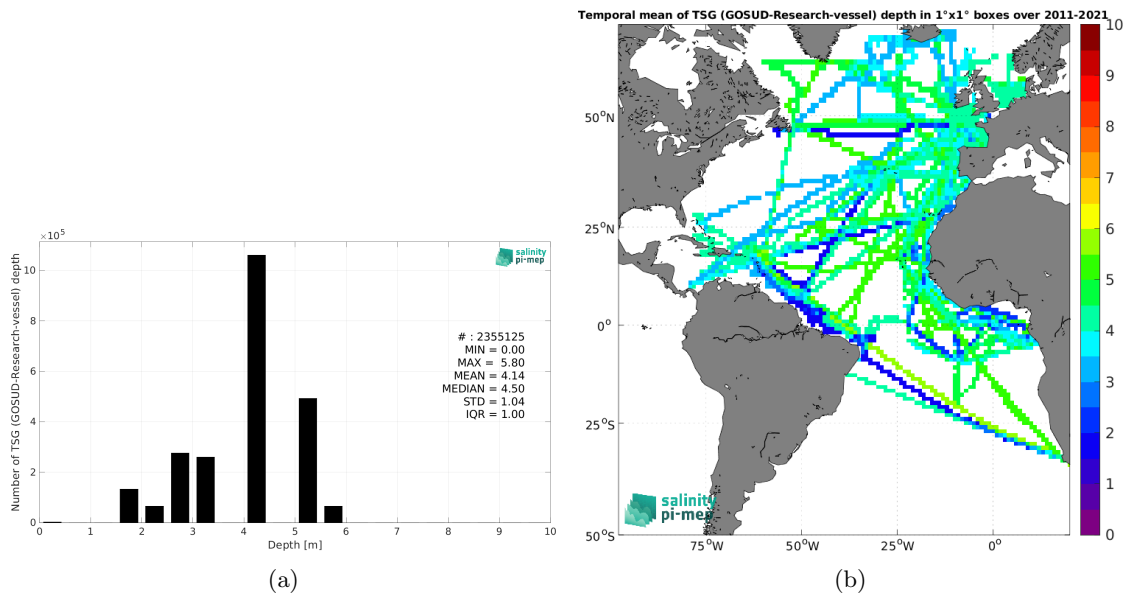 Temporal mean of TSG (GOSUD-Research-vessel) depth in 1°x1° boxes over 2011-2021
×10⁵
10
8
6
4
2
0
Number of TSG (GOSUD-Research-vessel) depth
0 1 2 3 4 5 6 7 8 9 10
Depth [m]
salinity
pi-mep
# : 2355125
MIN = 0.00
MAX = 5.80
MEAN = 4.14
MEDIAN = 4.50
STD = 1.04
IQR = 1.00
(a)
50°N
25°N
0°
25°S
50°S
75°W 50°W 25°W 0°
salinity
pi-mep
10
9
8
7
6
5
4
3
2
1
0
(b)